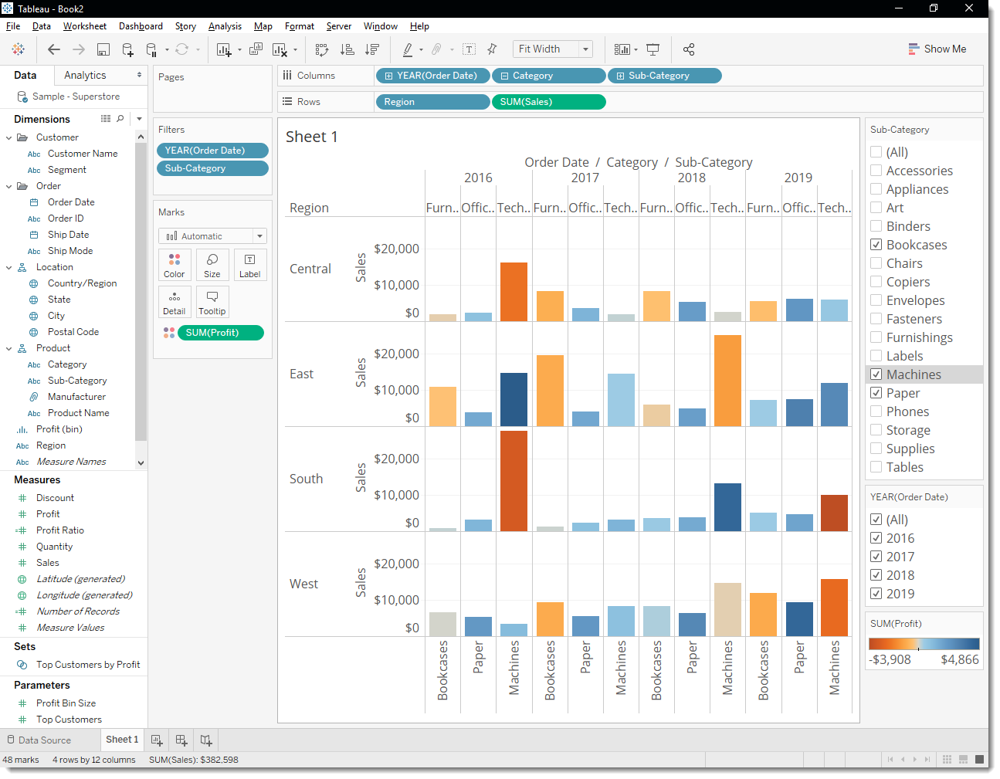 Tableau - Book2
File Data Worksheet Dashboard Story Analysis Map Format Server Window Help
Fit Width
Show Me
Data Analytics
Sample - Superstore
Dimensions
Customer
Abc Customer Name
Abc Segment
Order
Order Date
Abc Order ID
Ship Date
Abc Ship Mode
Location
Country/Region
State
City
Postal Code
Product
Abc Category
Abc Sub-Category
Manufacturer
Abc Product Name
Profit (bin)
Abc Region
Abc Measure Names
Measures
# Discount
# Profit
=# Profit Ratio
# Quantity
# Sales
Latitude (generated)
Longitude (generated)
=# Number of Records
# Measure Values
Sets
Top Customers by Profit
Parameters
# Profit Bin Size
# Top Customers
Pages
Filters
YEAR(Order Date)
Sub-Category
Marks
Automatic
Color Size Label
Detail Tooltip
SUM(Profit)
Columns YEAR(Order Date) Category Sub-Category
Rows Region SUM(Sales)
Sheet 1
Order Date / Category / Sub-Category
2016 2017 2018 2019
Region Furn.. Offic.. Tech.. Furn.. Offic.. Tech.. Furn.. Offic.. Tech.. Furn.. Offic.. Tech..
Central Sales $20,000 $10,000 $0
East Sales $20,000 $10,000 $0
South Sales $20,000 $10,000 $0
West Sales $20,000 $10,000 $0
Bookcases Paper Machines Bookcases Paper Machines Bookcases Paper Machines Bookcases Paper Machines
Sub-Category
(All)
Accessories
Appliances
Art
Binders
Bookcases
Chairs
Copiers
Envelopes
Fasteners
Furnishings
Labels
Machines
Paper
Phones
Storage
Supplies
Tables
YEAR(Order Date)
(All)
2016
2017
2018
2019
SUM(Profit)
-$3,908 $4,866
Data Source Sheet 1
48 marks 4 rows by 12 columns SUM(Sales): $382,598